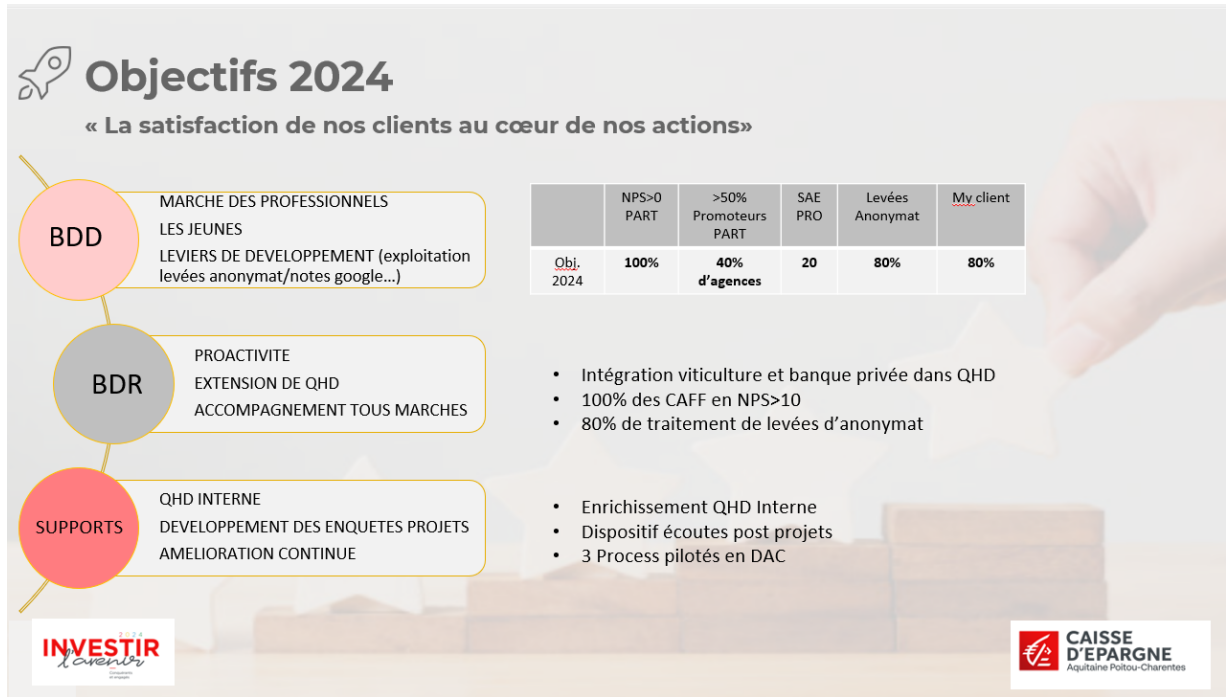 Objectifs 2024
« La satisfaction de nos clients au cœur de nos actions»
BDD
MARCHE DES PROFESSIONNELS
LES JEUNES
LEVIERS DE DEVELOPPEMENT (exploitation
levées anonymat/notes google…)
NPS>0
PART
>50%
Promoteurs
PART
SAE
PRO
Levées
Anonymat
My client
Obj.
2024
100%
40%
d’agences
20
80%
80%
BDR
PROACTIVITE
EXTENSION DE QHD
ACCOMPAGNEMENT TOUS MARCHES
• Intégration viticulture et banque privée dans QHD
• 100% des CAFF en NPS>10
• 80% de traitement de levées d’anonymat
SUPPORTS
QHD INTERNE
DEVELOPPEMENT DES ENQUETES PROJETS
AMELIORATION CONTINUE
• Enrichissement QHD Interne
• Dispositif écoutes post projets
• 3 Process pilotés en DAC
2024
INVESTIR
l'avenir
CAISSE
D'EPARGNE
Aquitaine Poitou-Charentes